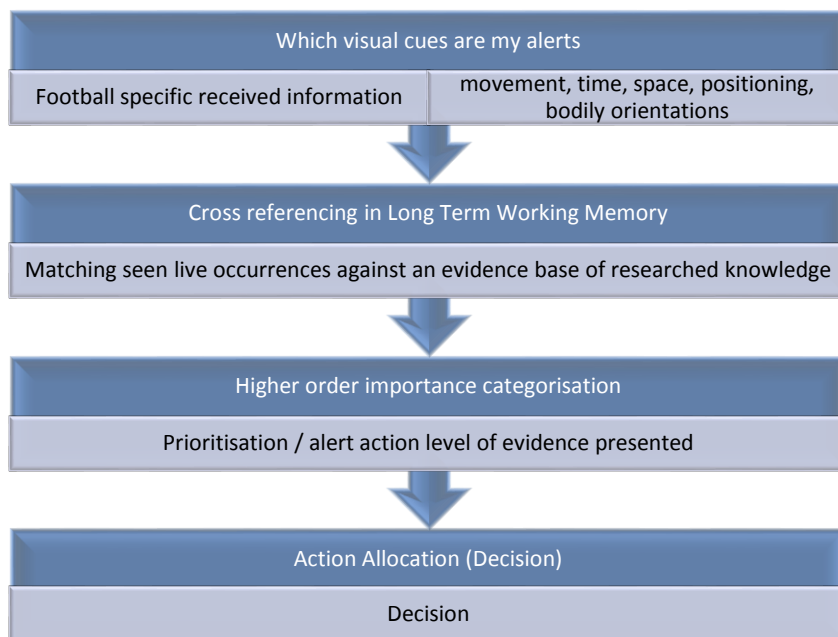 Which visual cues are my alerts
Football specific received information
movement, time, space, positioning,
bodily orientations
Cross referencing in Long Term Working Memory
Matching seen live occurrences against an evidence base of researched knowledge
Higher order importance categorisation
Prioritisation / alert action level of evidence presented
Action Allocation (Decision)
Decision